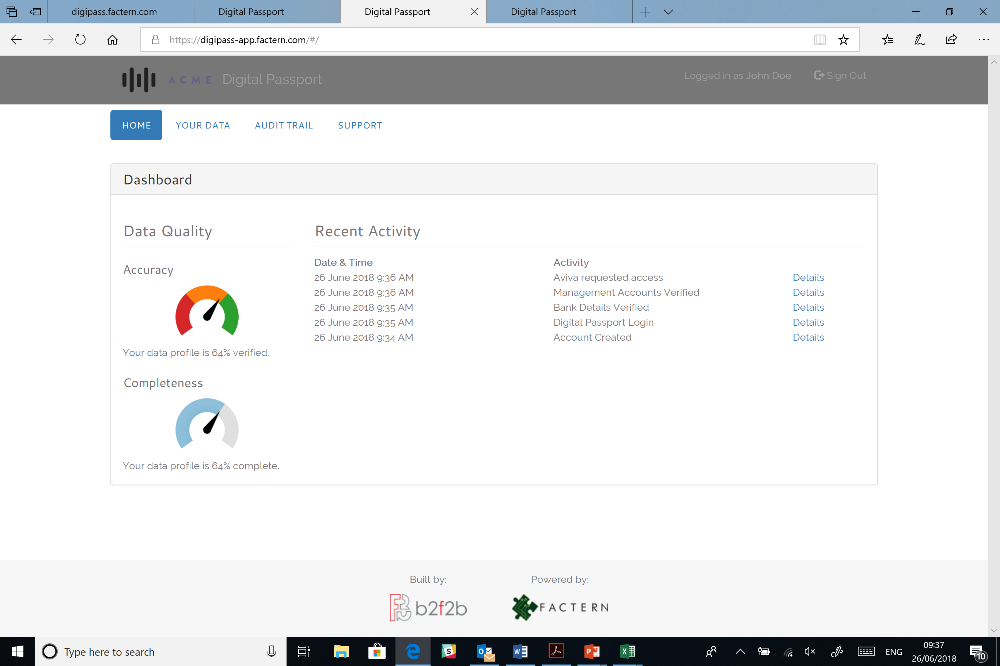 digipass.factern.com
Digital Passport
Digital Passport
Digital Passport
https://digipass-app.factern.com/#/
ACME Digital Passport
Logged in as John Doe
Sign Out
HOME
YOUR DATA
AUDIT TRAIL
SUPPORT
Dashboard
Data Quality
Accuracy
Your data profile is 64% verified.
Completeness
Your data profile is 64% complete.
Recent Activity
Date & Time Activity
26 June 2018 9:36 AM Aviva requested access Details
26 June 2018 9:36 AM Management Accounts Verified Details
26 June 2018 9:35 AM Bank Details Verified Details
26 June 2018 9:35 AM Digital Passport Login Details
26 June 2018 9:34 AM Account Created Details
Built by:
b2f2b
Powered by:
FACTERN
Type here to search
ENG
09:37
26/06/2018
10